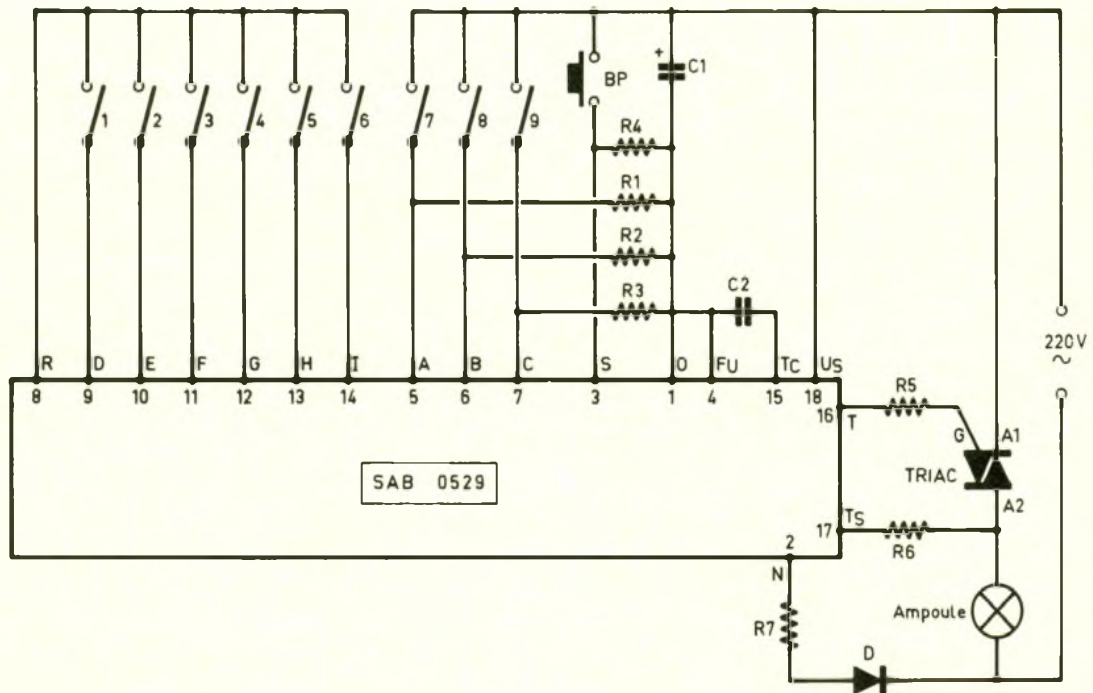 1 2 3 4 5 6 7 8 9
BP
+ C1
R4
R1
R2
R3
C2
R D E F G H I A B C S O FU TC US
8 9 10 11 12 13 14 5 6 7 3 1 4 15 18
220V
~
R5
16 T
G A1
TRIAC
A2
SAB 0529
17 TS
R6
2
N
Ampoule
R7
D